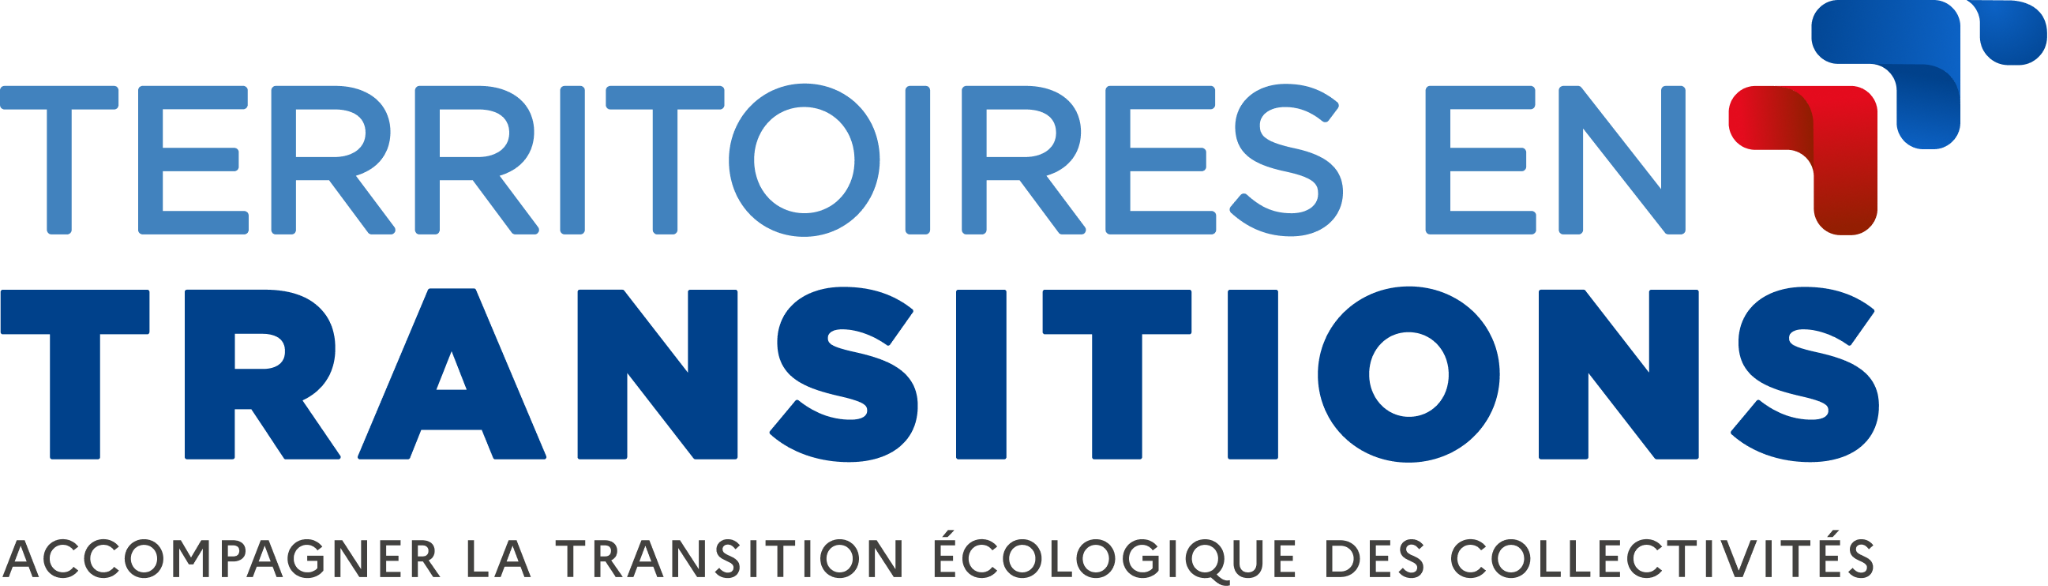 TERRITOIRES EN
TRANSITIONS
ACCOMPAGNER LA TRANSITION ÉCOLOGIQUE DES COLLECTIVITÉS